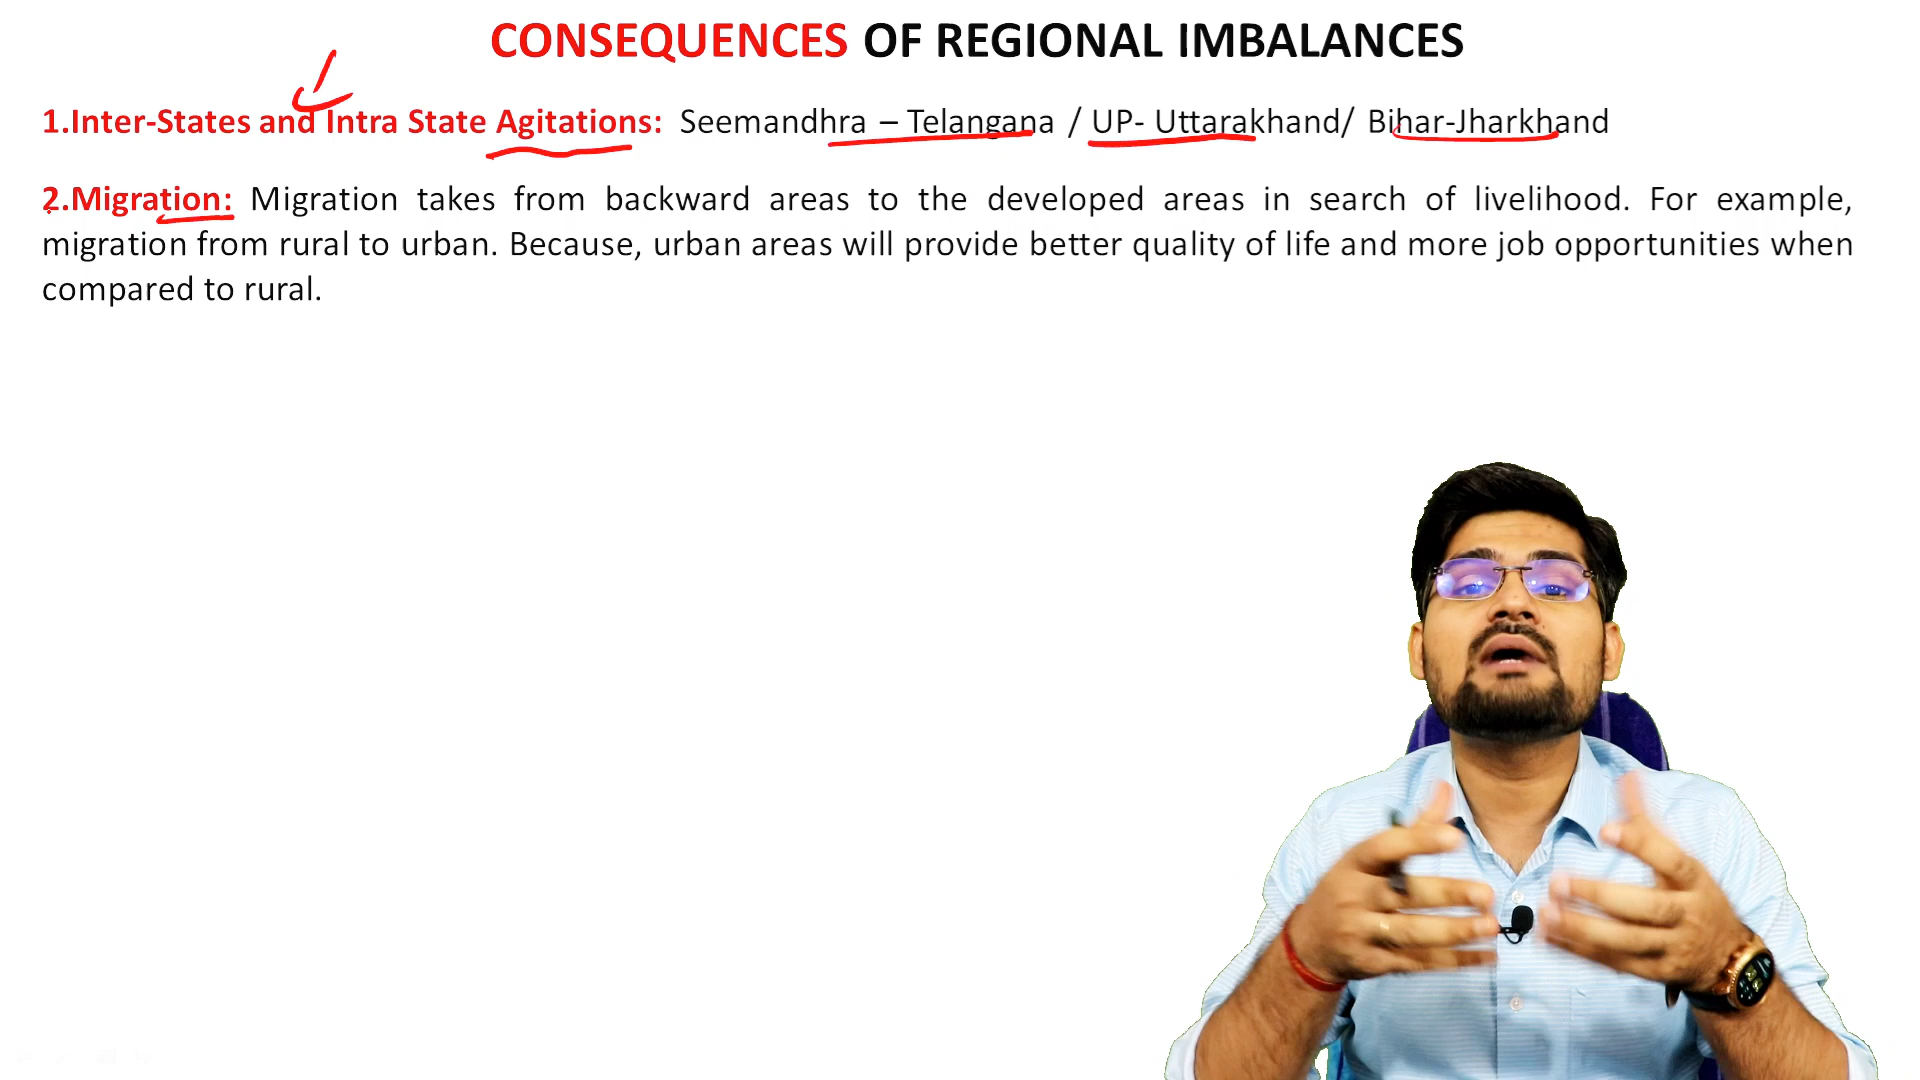 CONSEQUENCES OF REGIONAL IMBALANCES
1.Inter-States and Intra State Agitations: Seemandhra – Telangana / UP- Uttarakhand/ Bihar-Jharkhand
2.Migration: Migration takes from backward areas to the developed areas in search of livelihood. For example,
migration from rural to urban. Because, urban areas will provide better quality of life and more job opportunities when
compared to rural.